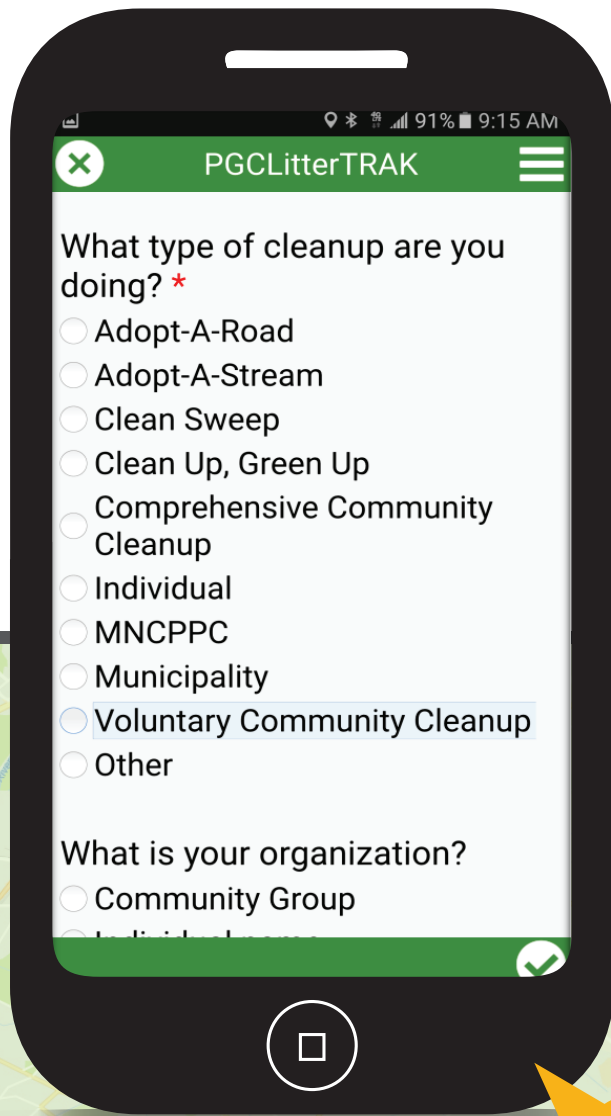 91% 9:15 AM
PGCLitterTRAK
What type of cleanup are you
doing? *
Adopt-A-Road
Adopt-A-Stream
Clean Sweep
Clean Up, Green Up
Comprehensive Community
Cleanup
Individual
MNCPPC
Municipality
Voluntary Community Cleanup
Other
What is your organization?
Community Group